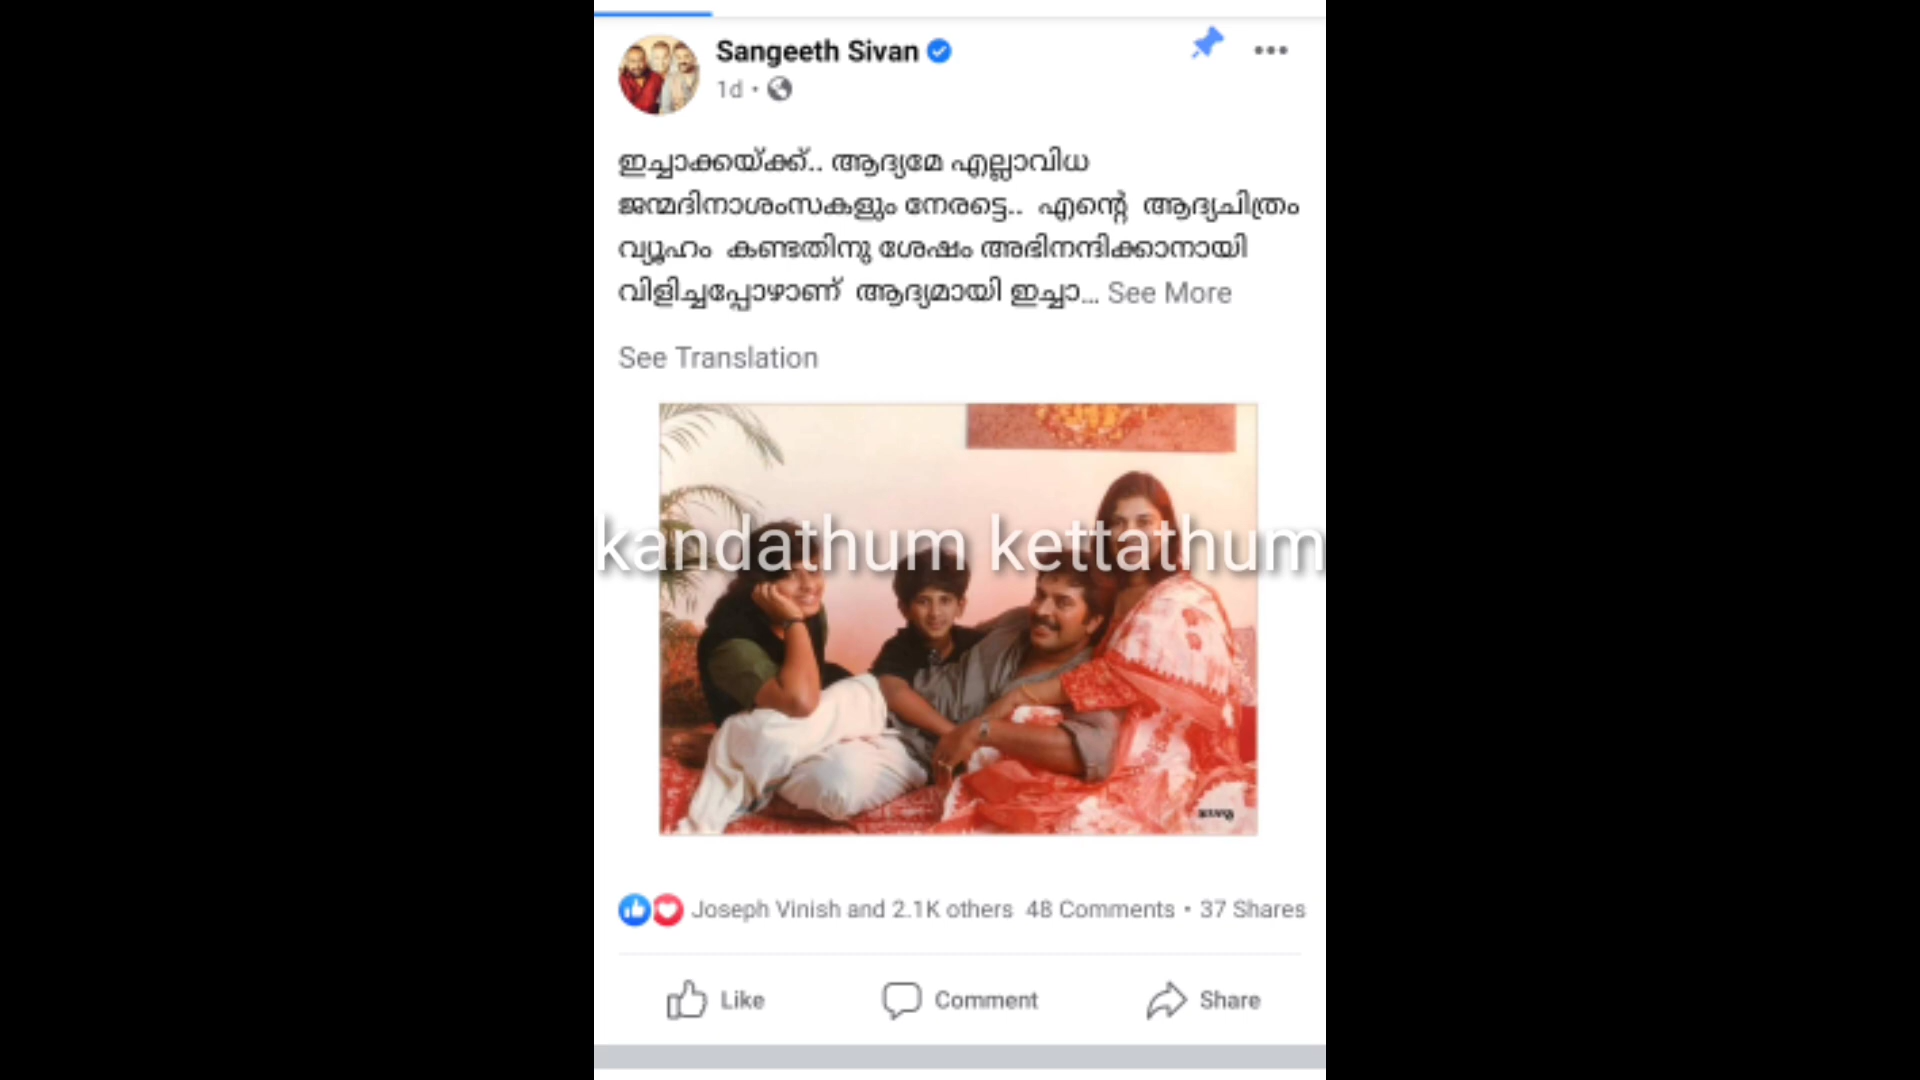 Sangeeth Sivan
1d
ഇച്ചാക്കയ്ക്ക്.. ആദ്യമേ എല്ലാവിധ
ജന്മദിനാശംസകളും നേരട്ടെ.. എന്റെ ആദ്യചിത്രം
വ്യൂഹം കണ്ടതിനു ശേഷം അഭിനന്ദിക്കാനായി
വിളിച്ചപ്പോഴാണ് ആദ്യമായി ഇച്ചാ... See More
See Translation
kandathum kettathum
Joseph Vinish and 2.1K others 48 Comments • 37 Shares
Like Comment Share